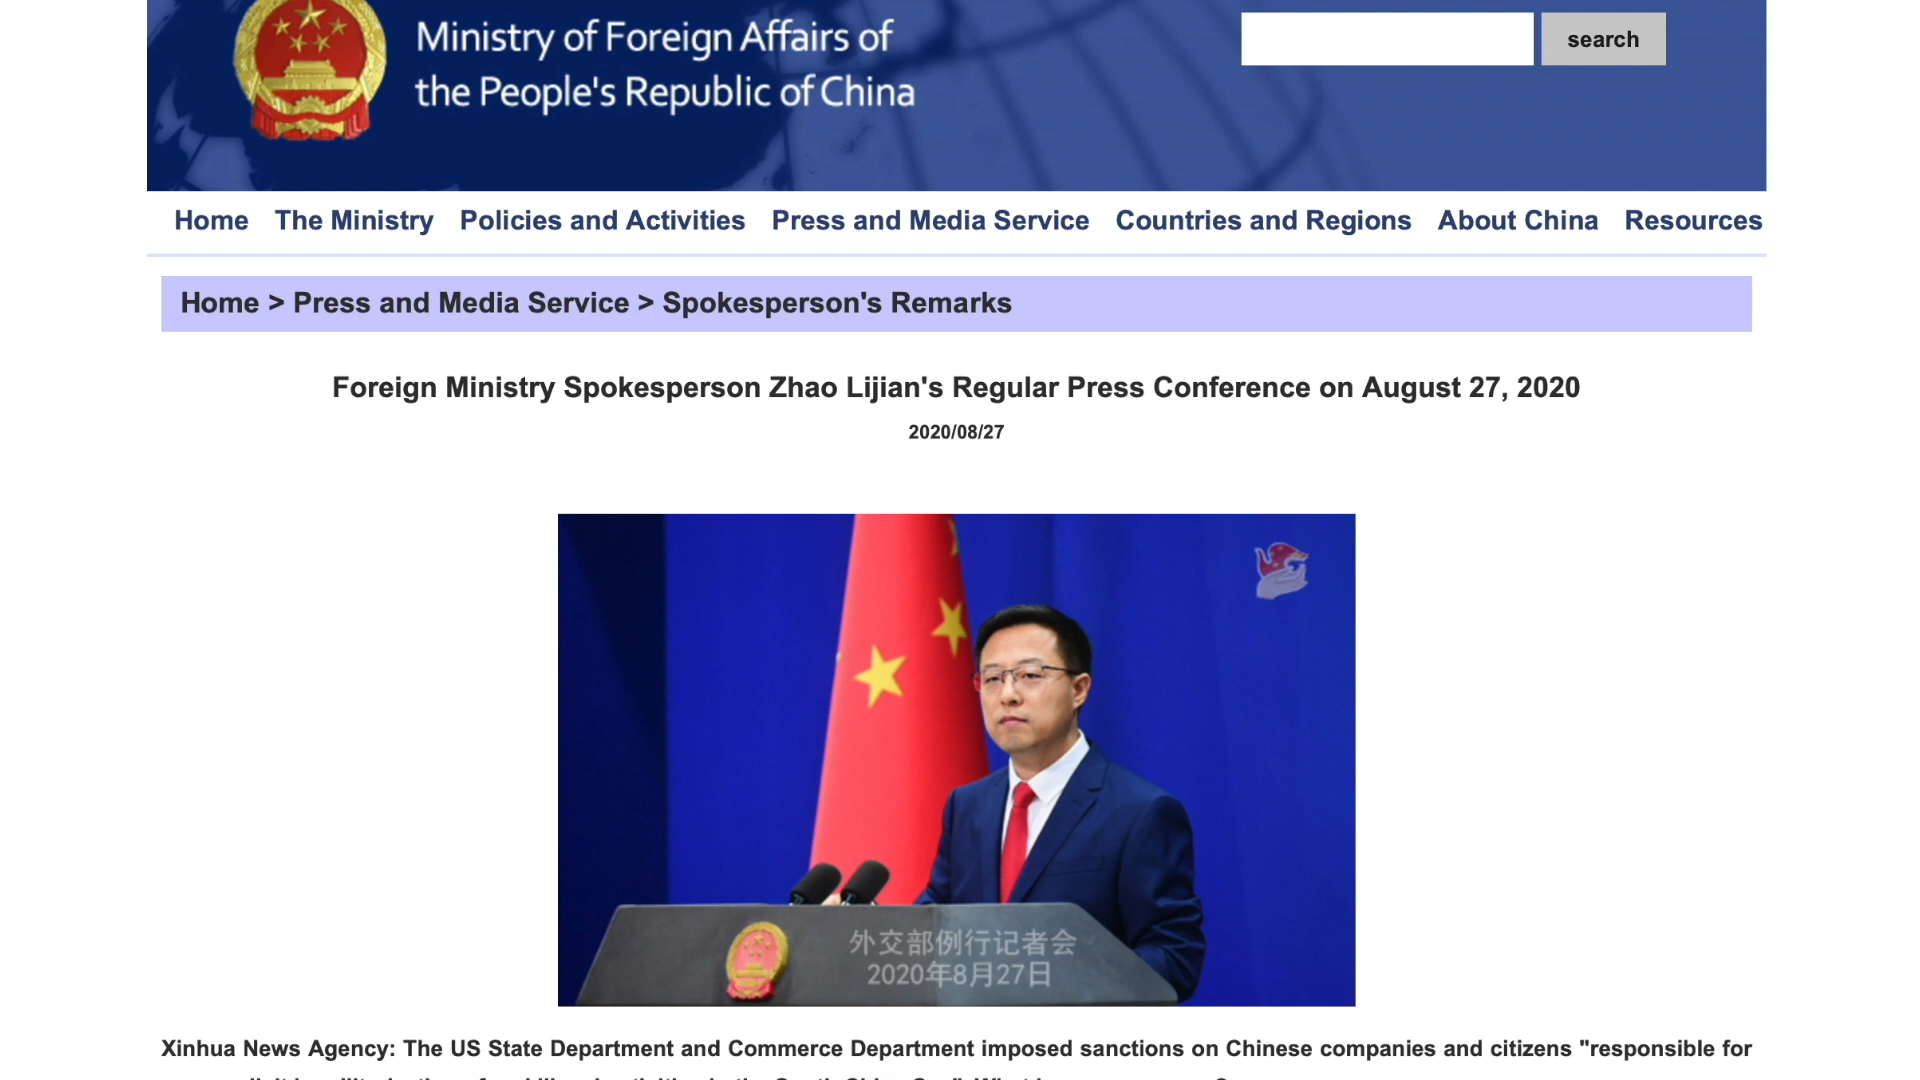 Ministry of Foreign Affairs of
the People's Republic of China
search
Home The Ministry Policies and Activities Press and Media Service Countries and Regions About China Resources
Home > Press and Media Service > Spokesperson's Remarks
Foreign Ministry Spokesperson Zhao Lijian's Regular Press Conference on August 27, 2020
2020/08/27
外交部例行记者会
2020年8月27日
Xinhua News Agency: The US State Department and Commerce Department imposed sanctions on Chinese companies and citizens "responsible for